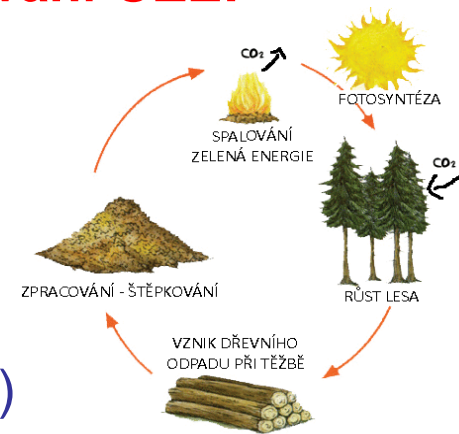 CO₂
FOTOSYNTÉZA
SPALOVÁNÍ
ZELENÁ ENERGIE
CO₂
ZPRACOVÁNÍ - ŠTĚPKOVÁNÍ
RŮST LESA
VZNIK DŘEVNÍHO
ODPADU PŘI TĚŽBĚ
)